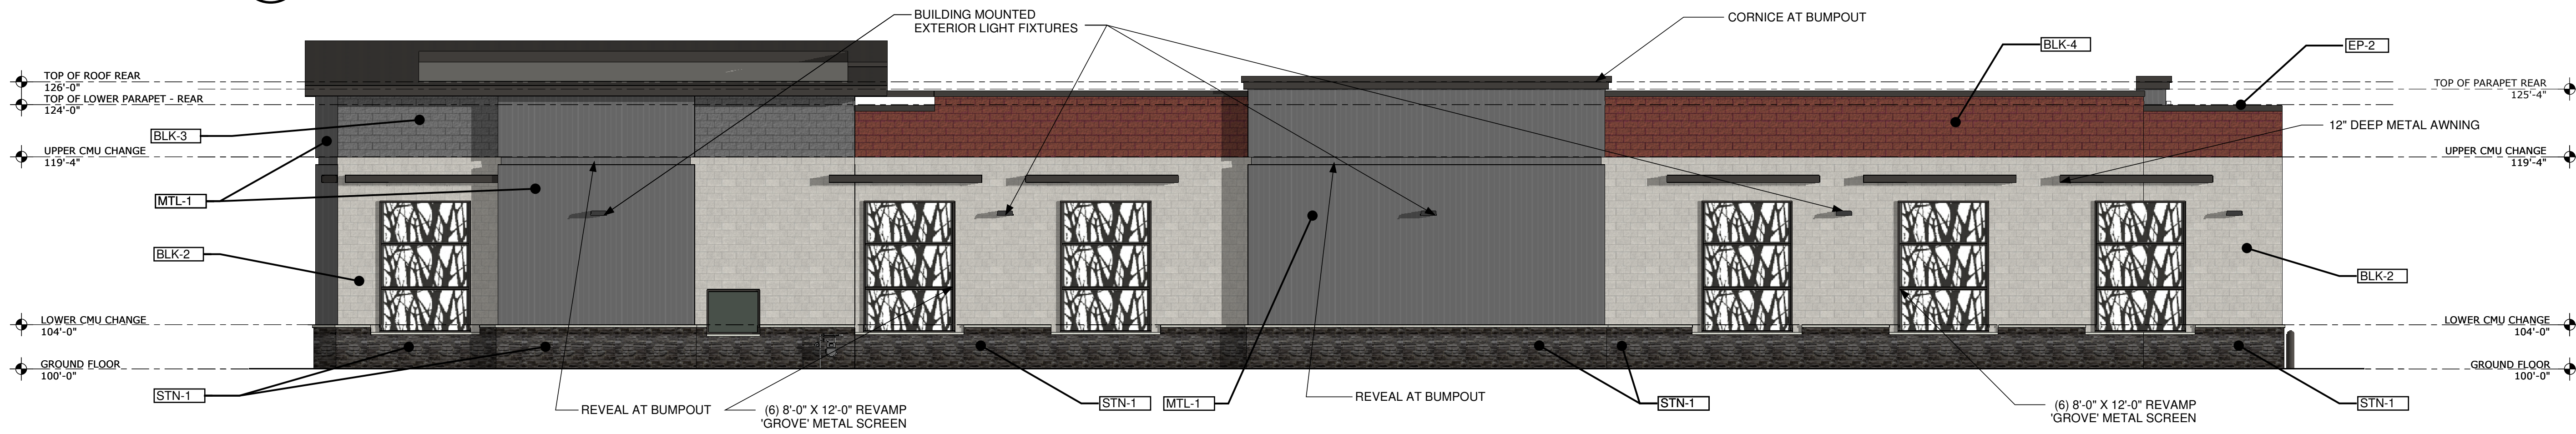 BUILDING MOUNTED
EXTERIOR LIGHT FIXTURES
CORNICE AT BUMPOUT
BLK-4
EP-2
TOP OF ROOF REAR
126'-0"
TOP OF LOWER PARAPET - REAR
124'-0"
TOP OF PARAPET REAR
125'-4"
BLK-3
12" DEEP METAL AWNING
UPPER CMU CHANGE
119'-4"
UPPER CMU CHANGE
119'-4"
MTL-1
BLK-2
BLK-2
LOWER CMU CHANGE
104'-0"
LOWER CMU CHANGE
104'-0"
GROUND FLOOR
100'-0"
GROUND FLOOR
100'-0"
STN-1
REVEAL AT BUMPOUT
(6) 8'-0" X 12'-0" REVAMP
'GROVE' METAL SCREEN
STN-1
MTL-1
REVEAL AT BUMPOUT
STN-1
(6) 8'-0" X 12'-0" REVAMP
'GROVE' METAL SCREEN
STN-1